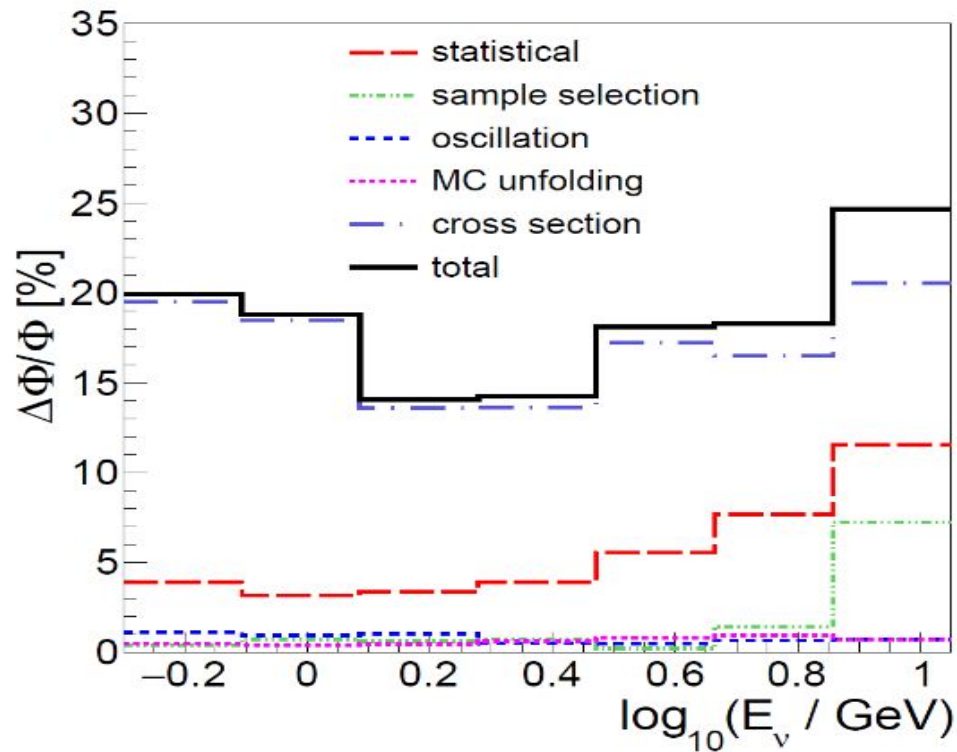 35
30
25
20
15
10
5
0
ΔΦ/Φ [%]
statistical
sample selection
oscillation
MC unfolding
cross section
total
−0.2 0 0.2 0.4 0.6 0.8 1
log₁₀(Eᵥ / GeV)